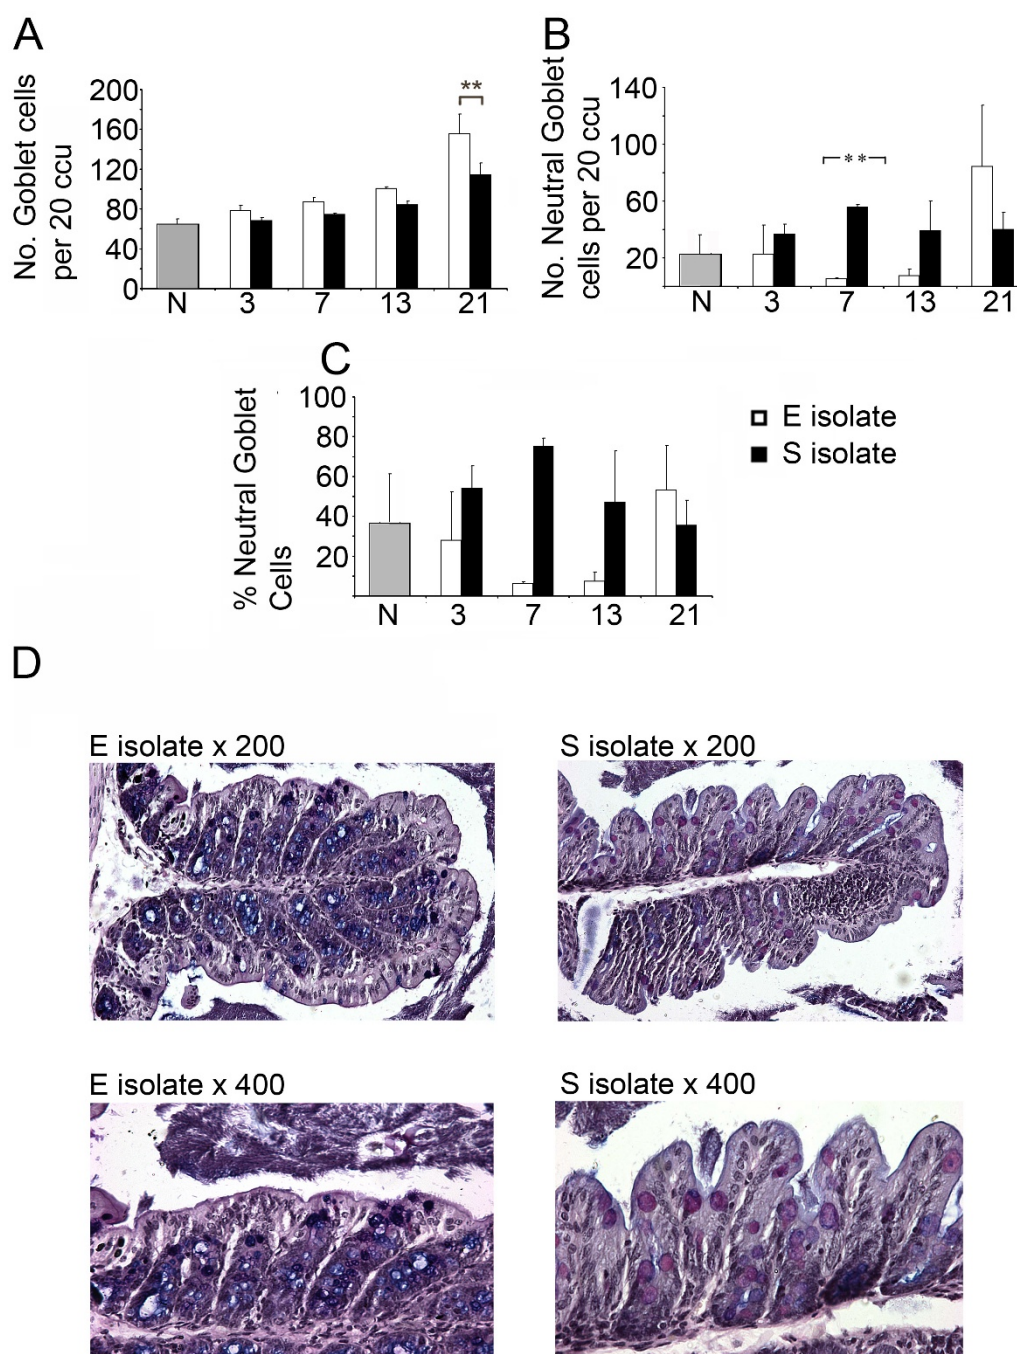 A
No. Goblet cells
per 20 ccu
200
160
120
80
60
40
0
**
N 3 7 13 21
B
No. Neutral Goblet
cells per 20 ccu
140
100
60
20
**
N 3 7 13 21
C
% Neutral Goblet
Cells
100
80
60
40
20
N 3 7 13 21
E isolate
S isolate
D
E isolate x 200
S isolate x 200
E isolate x 400
S isolate x 400